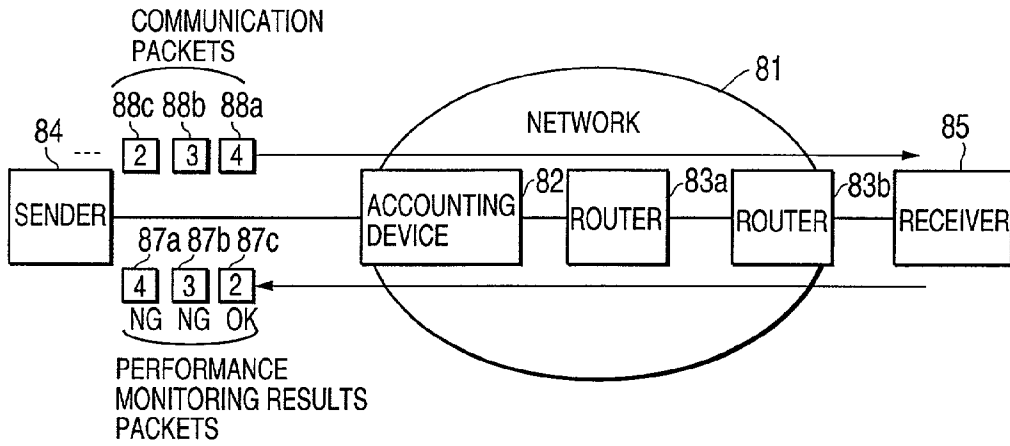 COMMUNICATION
PACKETS
88c 88b 88a
84
2 3 4
81
NETWORK
85
SENDER
ACCOUNTING
DEVICE
82
ROUTER
83a
ROUTER
83b
RECEIVER
87a 87b 87c
4 3 2
NG NG OK
PERFORMANCE
MONITORING RESULTS
PACKETS